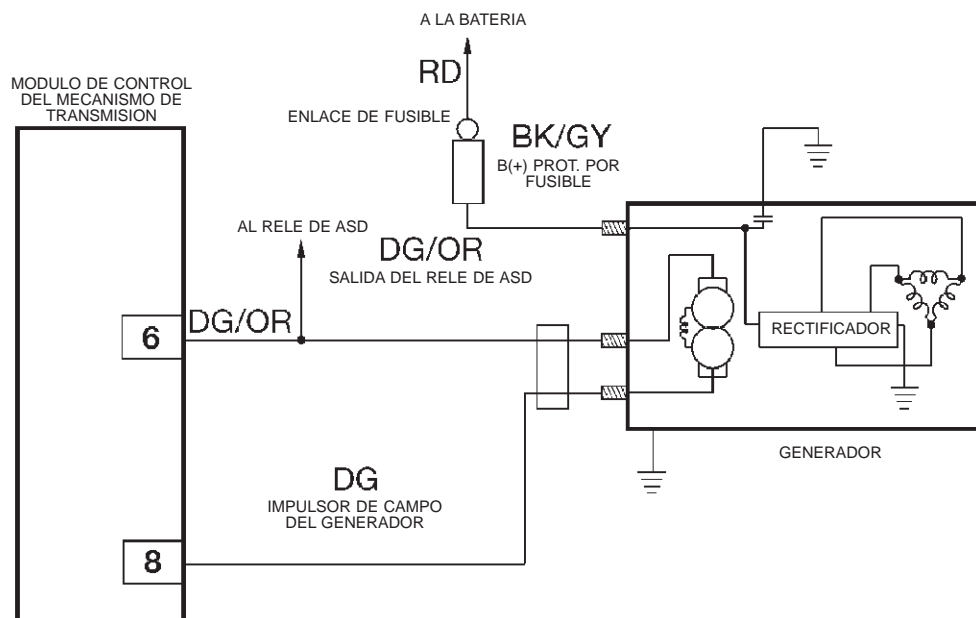 A LA BATERIA
RD
MODULO DE CONTROL
DEL MECANISMO DE
TRANSMISION
ENLACE DE FUSIBLE
BK/GY
B(+) PROT. POR
FUSIBLE
AL RELE DE ASD
DG/OR
SALIDA DEL RELE DE ASD
6
DG/OR
RECTIFICADOR
GENERADOR
DG
IMPULSOR DE CAMPO
DEL GENERADOR
8